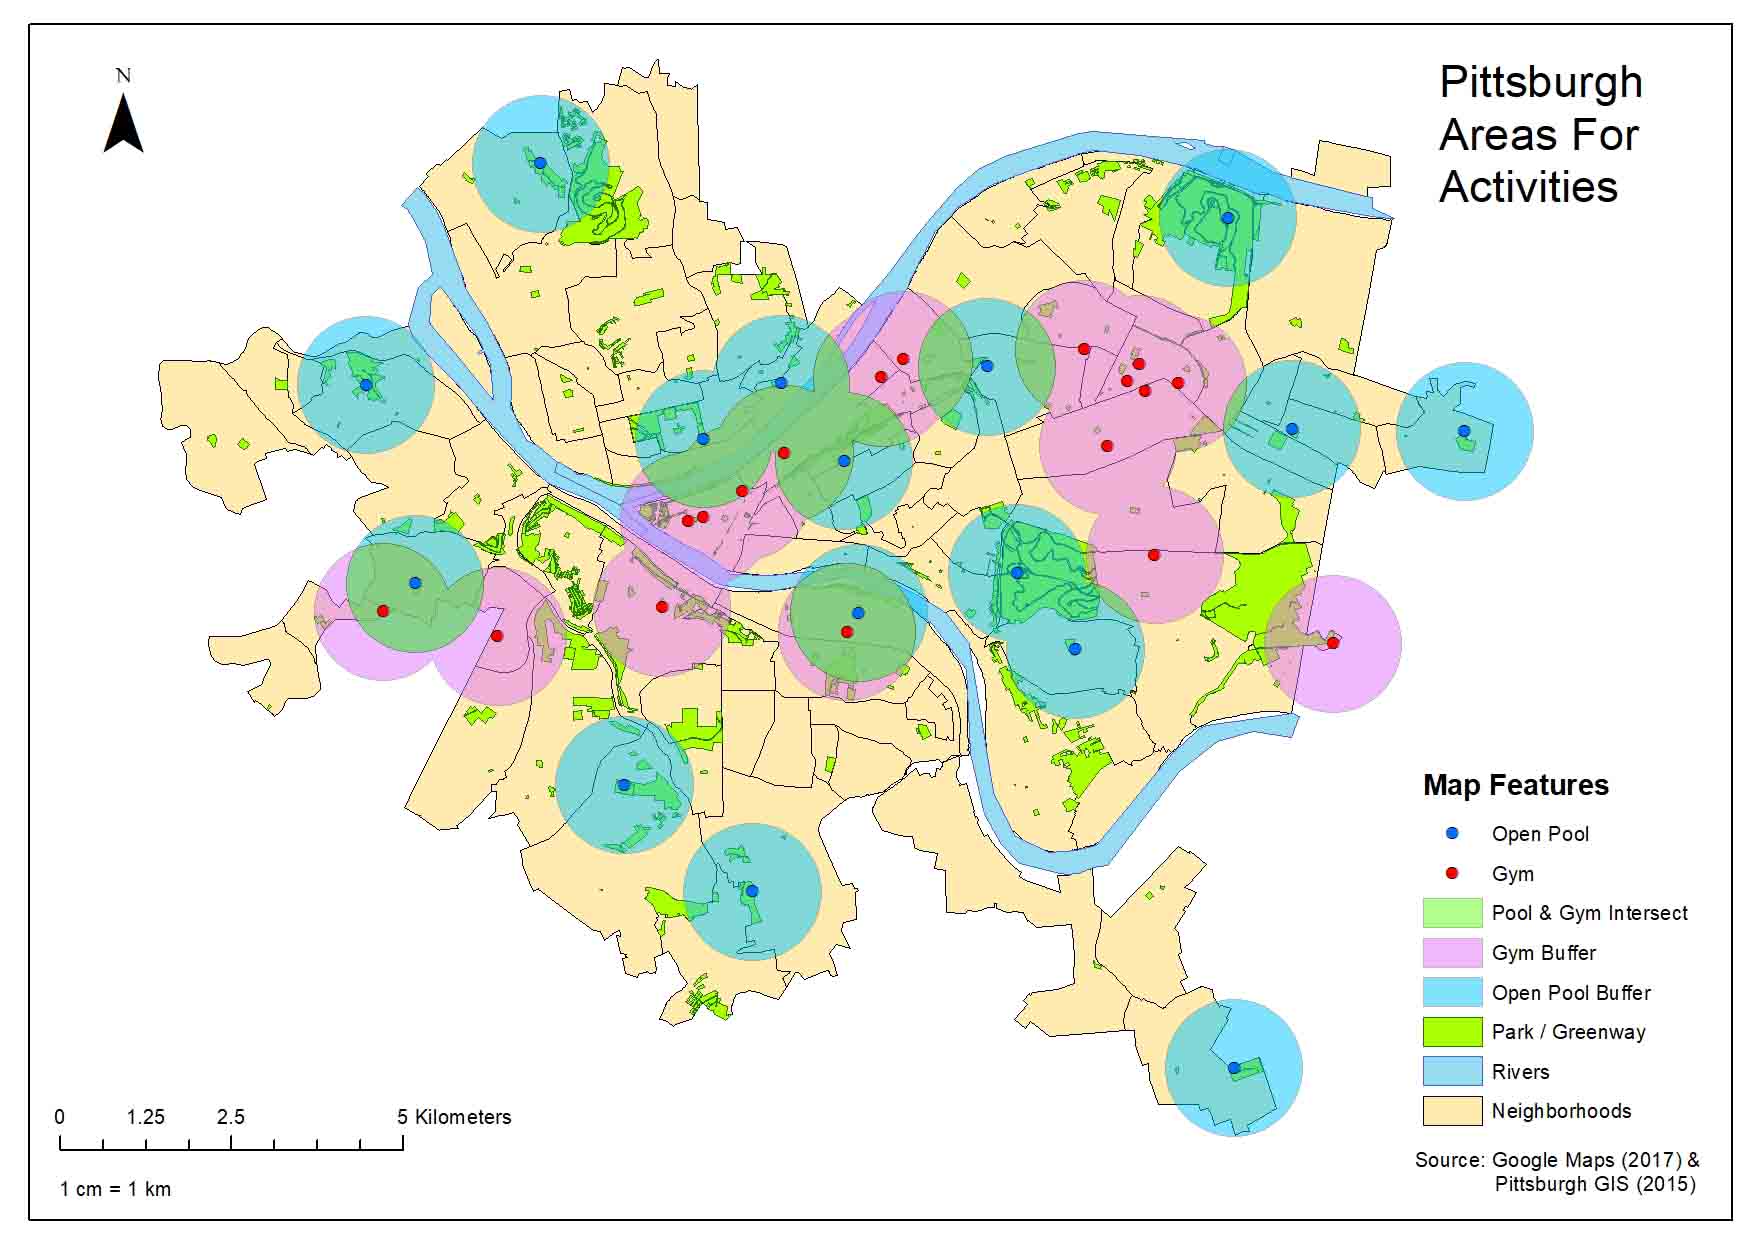 N
Pittsburgh
Areas For
Activities
Map Features
Open Pool
Gym
Pool & Gym Intersect
Gym Buffer
Open Pool Buffer
Park / Greenway
Rivers
Neighborhoods
Source: Google Maps (2017) &
Pittsburgh GIS (2015)
0 1.25 2.5 5 Kilometers
1 cm = 1 km